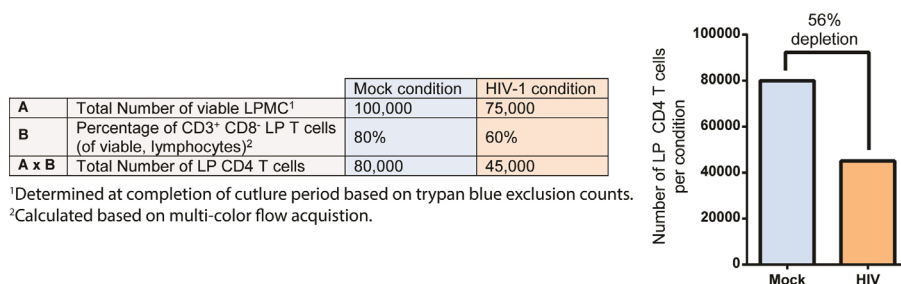 Mock condition HIV-1 condition
A Total Number of viable LPMC¹ 100,000 75,000
B Percentage of CD3⁺ CD8⁻ LP T cells (of viable, lymphocytes)² 80% 60%
A x B Total Number of LP CD4 T cells 80,000 45,000
¹Determined at completion of cutlure period based on trypan blue exclusion counts.
²Calculated based on multi-color flow acquistion.
56%
depletion
Number of LP CD4 T cells
per condition
100000
80000
60000
40000
20000
0
Mock HIV